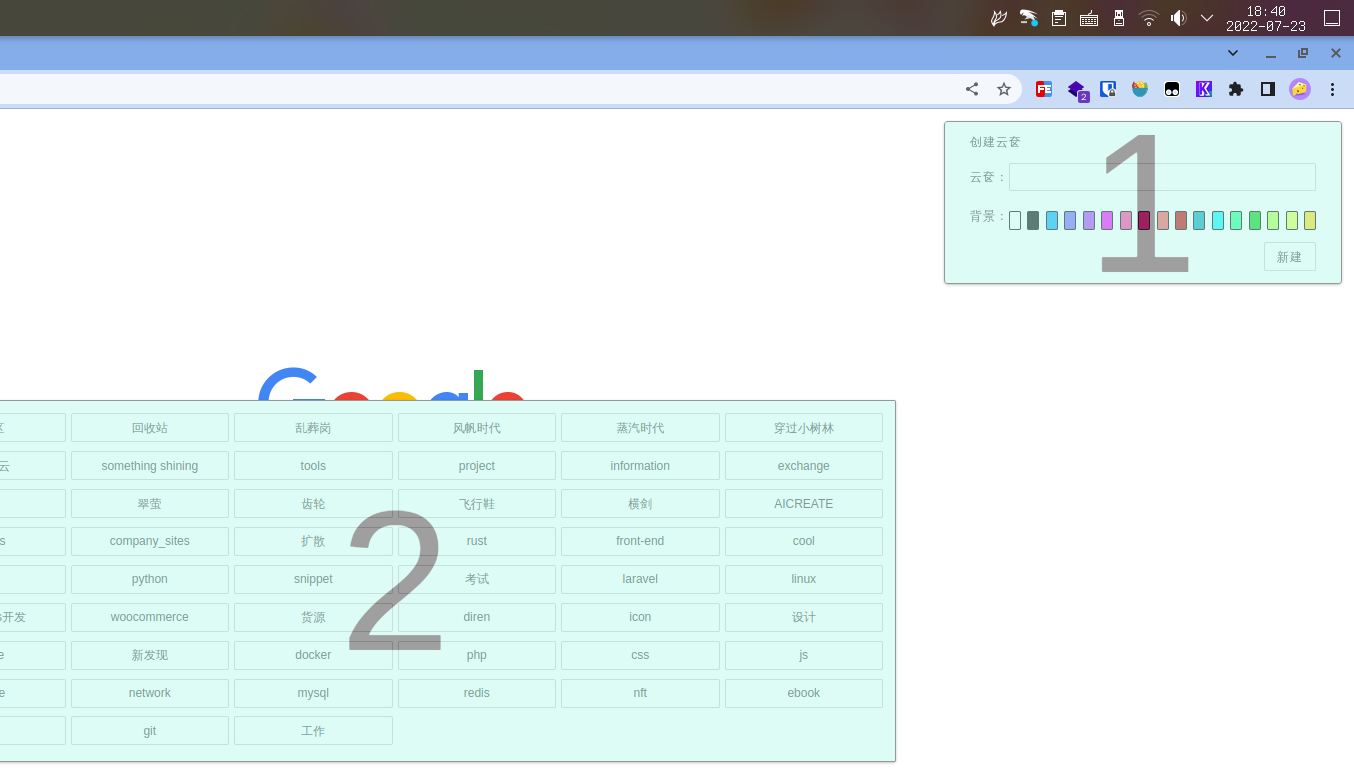 18:40
2022-07-23
2
创建云奁
1
云奁：
背景：
新建
Google
区 回收站 乱葬岗 风帆时代 蒸汽时代 穿过小树林
云 something shining tools project information exchange
翠萤 齿轮 飞行鞋 横剑 AICREATE
s company_sites 扩散 rust front-end cool
2
python snippet 考试 laravel linux
s开发 woocommerce 货源 diren icon 设计
e 新发现 docker php css js
e network mysql redis nft ebook
git 工作